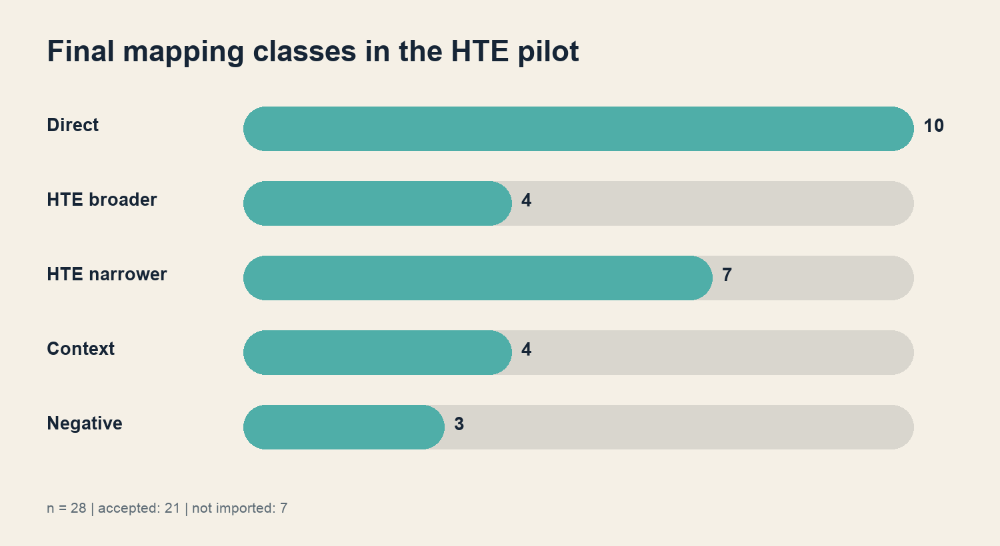 Final mapping classes in the HTE pilot
Direct 10
HTE broader 4
HTE narrower 7
Context 4
Negative 3
n = 28 | accepted: 21 | not imported: 7